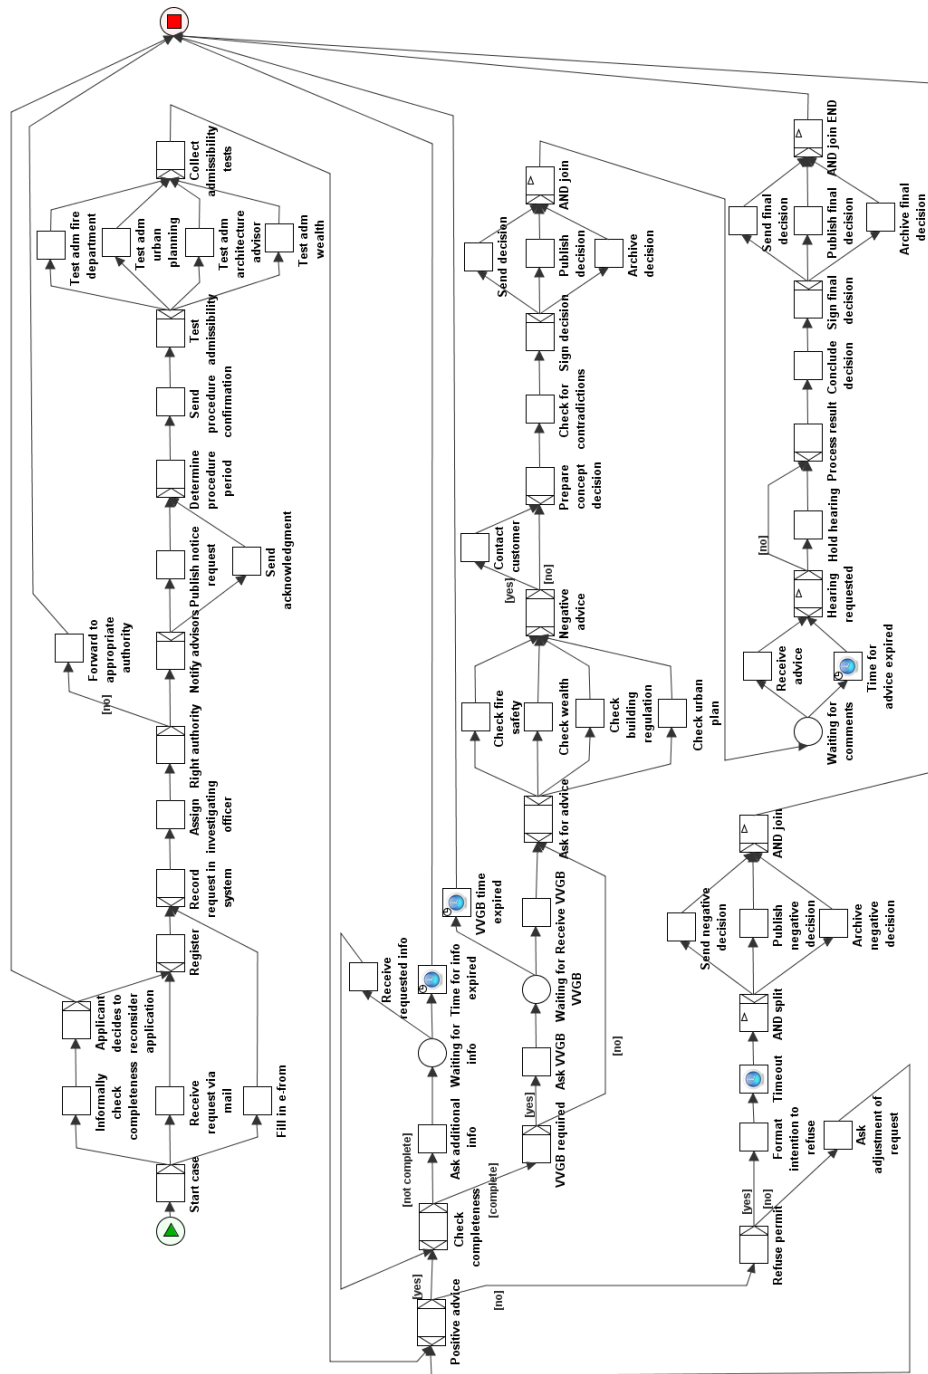 Start case
Informally
check
completeness
Receive
request via
mail
Fill in e-from
Applicant
decides to
reconsider
application
Register
Record
request in
system
Assign
investigating
officer
Right authority
[no]
Forward to
appropriate
authority
Notify advisors
Publish notice
request
Send
acknowledgment
Determine
procedure
period
Send
procedure
confirmation
Test
admissibility
Test adm fire
department
Test adm
urban
planning
Test adm
architecture
advisor
Test adm
wealth
Collect
admissibility
tests
Positive advice
[yes]
[no]
Check
completeness
[not complete]
[complete]
Ask additional
info
Waiting for
info
Receive
requested info
Time for info
expired
VVGB required
[yes]
[no]
Ask VVGB
Waiting for
VVGB
VVGB time
expired
Receive VVGB
Ask for advice
Check fire
safety
Check wealth
Check
building
regulation
Check urban
plan
Negative
advice
[yes]
[no]
Contact
customer
Prepare
concept
decision
Check for
contradictions
Sign decision
Send decision
Publish
decision
Archive
decision
AND join
Refuse permit
[yes]
[no]
Format
intention to
refuse
Ask
adjustment of
request
Timeout
AND split
Send negative
decision
Publish
negative
decision
Archive
negative
decision
AND join
Waiting for
comments
Receive
advice
Time for
advice expired
Hearing
requested
[no]
Hold hearing
Process result
Conclude
decision
Sign final
decision
Send final
decision
Publish final
decision
Archive final
decision
AND join END